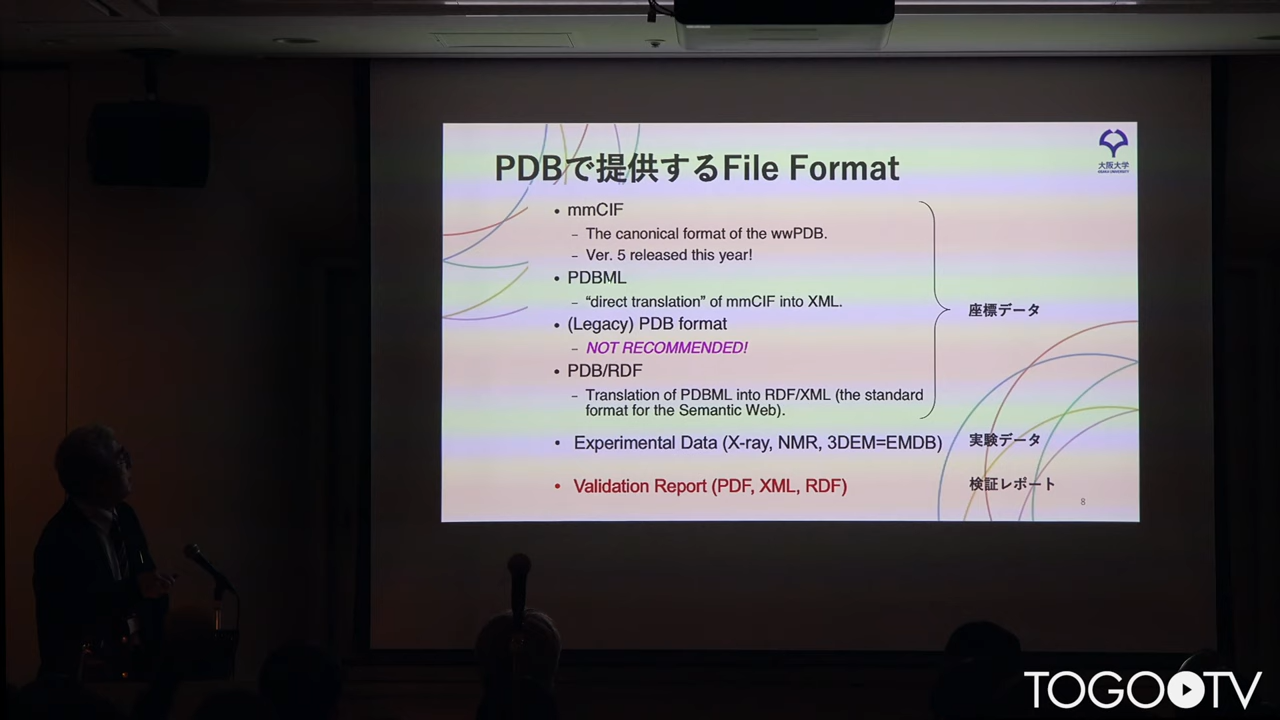 PDBで提供するFile Format
大阪大学
OSAKA UNIVERSITY
• mmCIF
– The canonical format of the wwPDB.
– Ver. 5 released this year!
• PDBML
– “direct translation” of mmCIF into XML.
• (Legacy) PDB format
– NOT RECOMMENDED!
• PDB/RDF
– Translation of PDBML into RDF/XML (the standard
format for the Semantic Web).
座標データ
• Experimental Data (X-ray, NMR, 3DEM=EMDB)
実験データ
• Validation Report (PDF, XML, RDF)
検証レポート
8
TOGOTV